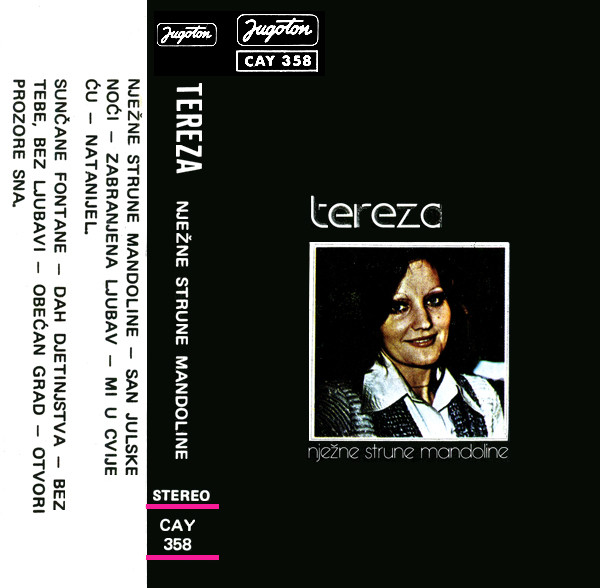 NJEŽNE STRUNE MANDOLINE – SAN JULSKE
NOĆI – ZABRANJENA LJUBAV – MI U CVIJE
ĆU – NATANIJEL.
SUNČANE FONTANE – DAH DJETINJSTVA – BEZ
TEBE, BEZ LJUBAVI – OBEĆAN GRAD – OTVORI
PROZORE SNA.
Jugoton
TEREZA NJEŽNE STRUNE MANDOLINE
STEREO
CAY
358
Jugoton
CAY 358
tereza
nježne strune mandoline